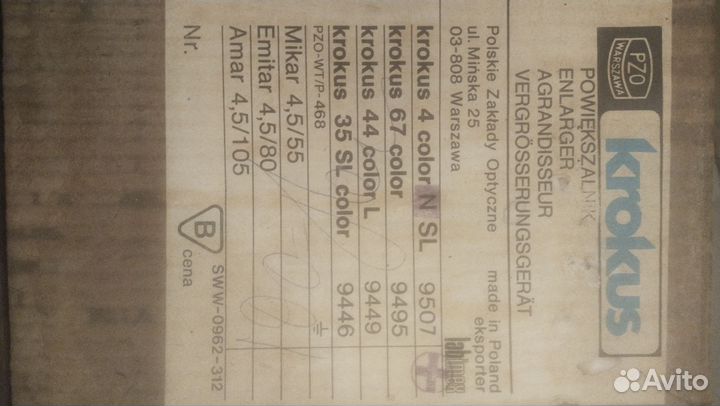 PZO
WARSZAWA
krokus
POWIĘKSZALNIK
ENLARGER
AGRANDISSEUR
VERGRÖSSERUNGSGERÄT
Polskie Zakłady Optyczne made in Poland
ul. Mińska 25 eksporter
03-808 Warszawa labimex
krokus 4 color N SL 9507
krokus 67 color 9495
krokus 44 color L 9449
krokus 35 SL color 9446
PZO-WT/P-468
Mikar 4,5/55
Emitar 4,5/80
Amar 4,5/105
SWW-0962-312
B
Nr. cena
Avito